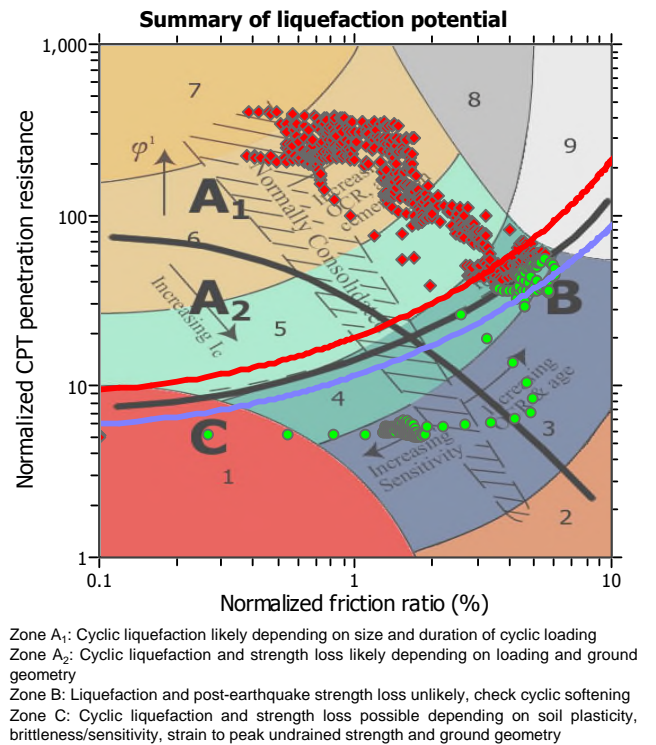 Summary of liquefaction potential
Normalized CPT penetration resistance
1,000
100
10
1
0.1
1
10
Normalized friction ratio (%)
7
8
9
φ¹
A1
Increasing
OCR, age
cementation
Normally Consolidated
6
A2
Increasing Ic
5
B
4
Increasing
OCR & age
3
C
Increasing
Sensitivity
1
2
Zone A1: Cyclic liquefaction likely depending on size and duration of cyclic loading
Zone A2: Cyclic liquefaction and strength loss likely depending on loading and ground
geometry
Zone B: Liquefaction and post-earthquake strength loss unlikely, check cyclic softening
Zone C: Cyclic liquefaction and strength loss possible depending on soil plasticity,
brittleness/sensitivity, strain to peak undrained strength and ground geometry